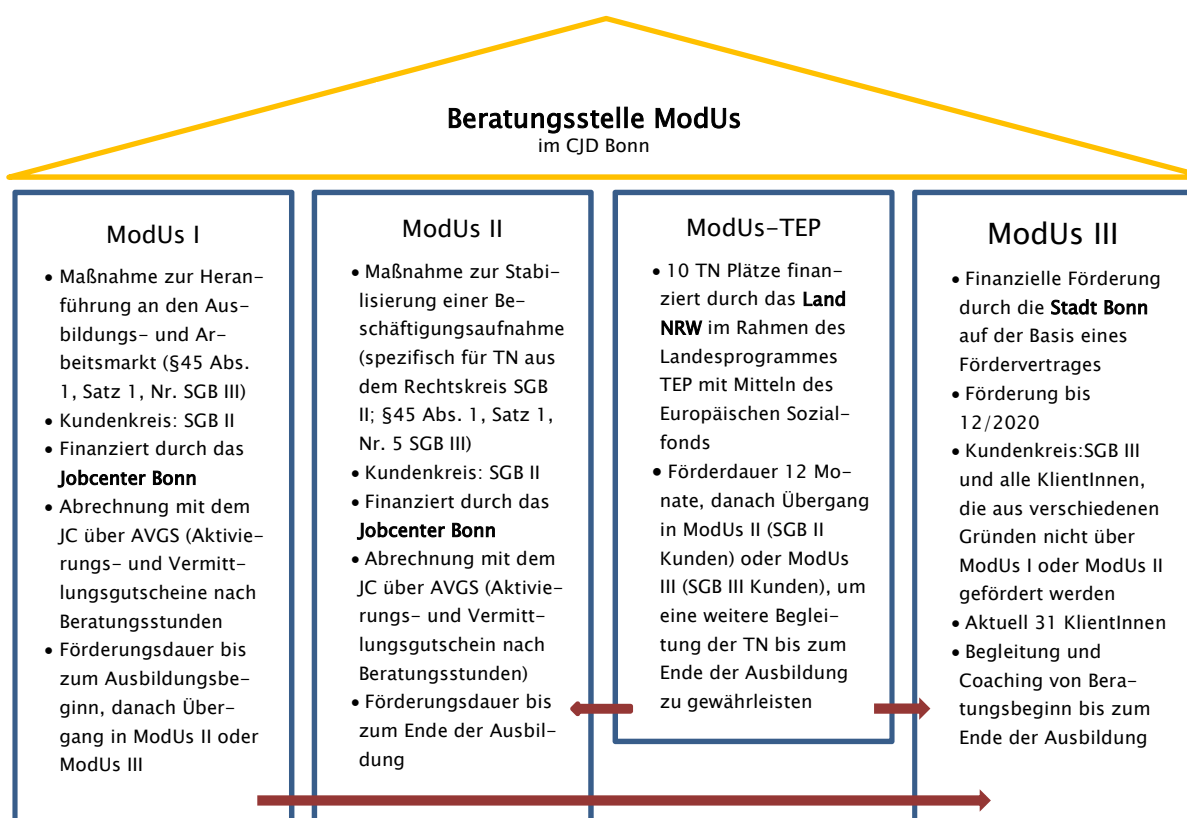 Beratungsstelle ModUs
im CJD Bonn
ModUs I
• Maßnahme zur Heran-
führung an den Aus-
bildungs- und Ar-
beitsmarkt (§45 Abs.
1, Satz 1, Nr. SGB III)
• Kundenkreis: SGB II
• Finanziert durch das
Jobcenter Bonn
• Abrechnung mit dem
JC über AVGS (Aktivie-
rungs- und Vermitt-
lungsgutscheine nach
Beratungsstunden
• Förderungsdauer bis
zum Ausbildungsbe-
ginn, danach Über-
gang in ModUs II oder
ModUs III
ModUs II
• Maßnahme zur Stabi-
lisierung einer Be-
schäftigungsaufnahme
(spezifisch für TN aus
dem Rechtskreis SGB
II; §45 Abs. 1, Satz 1,
Nr. 5 SGB III)
• Kundenkreis: SGB II
• Finanziert durch das
Jobcenter Bonn
• Abrechnung mit dem
JC über AVGS (Aktivie-
rungs- und Vermitt-
lungsgutschein nach
Beratungsstunden)
• Förderungsdauer bis
zum Ende der Ausbil-
dung
ModUs-TEP
• 10 TN Plätze finan-
ziert durch das Land
NRW im Rahmen des
Landesprogrammes
TEP mit Mitteln des
Europäischen Sozial-
fonds
• Förderdauer 12 Mo-
nate, danach Übergang
in ModUs II (SGB II
Kunden) oder ModUs
III (SGB III Kunden), um
eine weitere Beglei-
tung der TN bis zum
Ende der Ausbildung
zu gewährleisten
ModUs III
• Finanzielle Förderung
durch die Stadt Bonn
auf der Basis eines
Fördervertrages
• Förderung bis
12/2020
• Kundenkreis:SGB III
und alle KlientInnen,
die aus verschiedenen
Gründen nicht über
ModUs I oder ModUs II
gefördert werden
• Aktuell 31 KlientInnen
• Begleitung und
Coaching von Bera-
tungsbeginn bis zum
Ende der Ausbildung